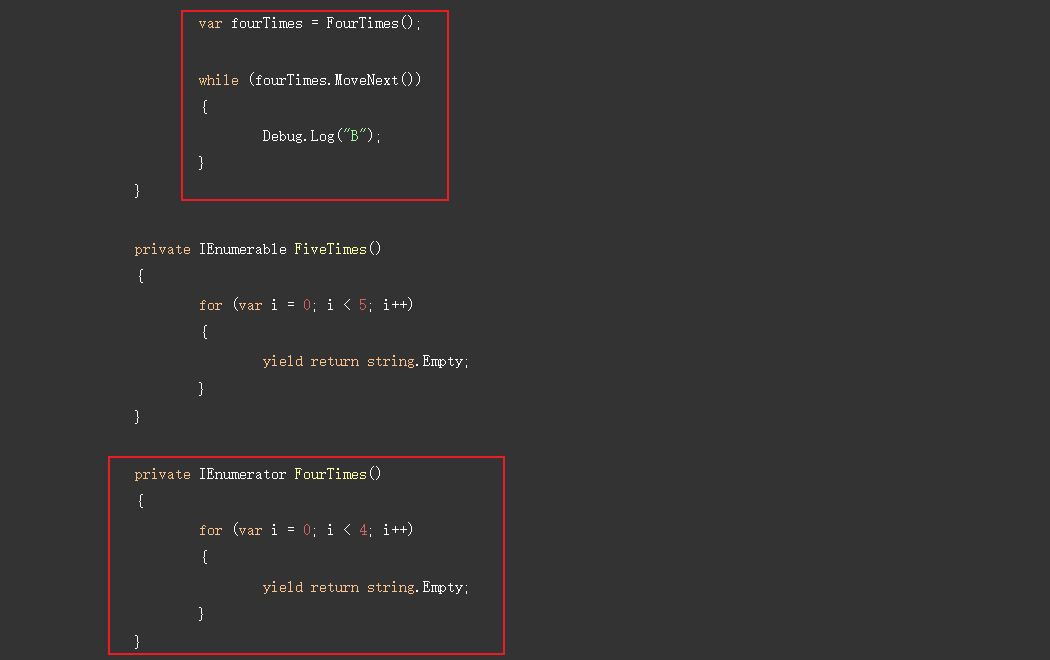 var fourTimes = FourTimes();
while (fourTimes.MoveNext())
{
Debug.Log("B");
}
}
private IEnumerable FiveTimes()
{
for (var i = 0; i < 5; i++)
{
yield return string.Empty;
}
}
private IEnumerator FourTimes()
{
for (var i = 0; i < 4; i++)
{
yield return string.Empty;
}
}